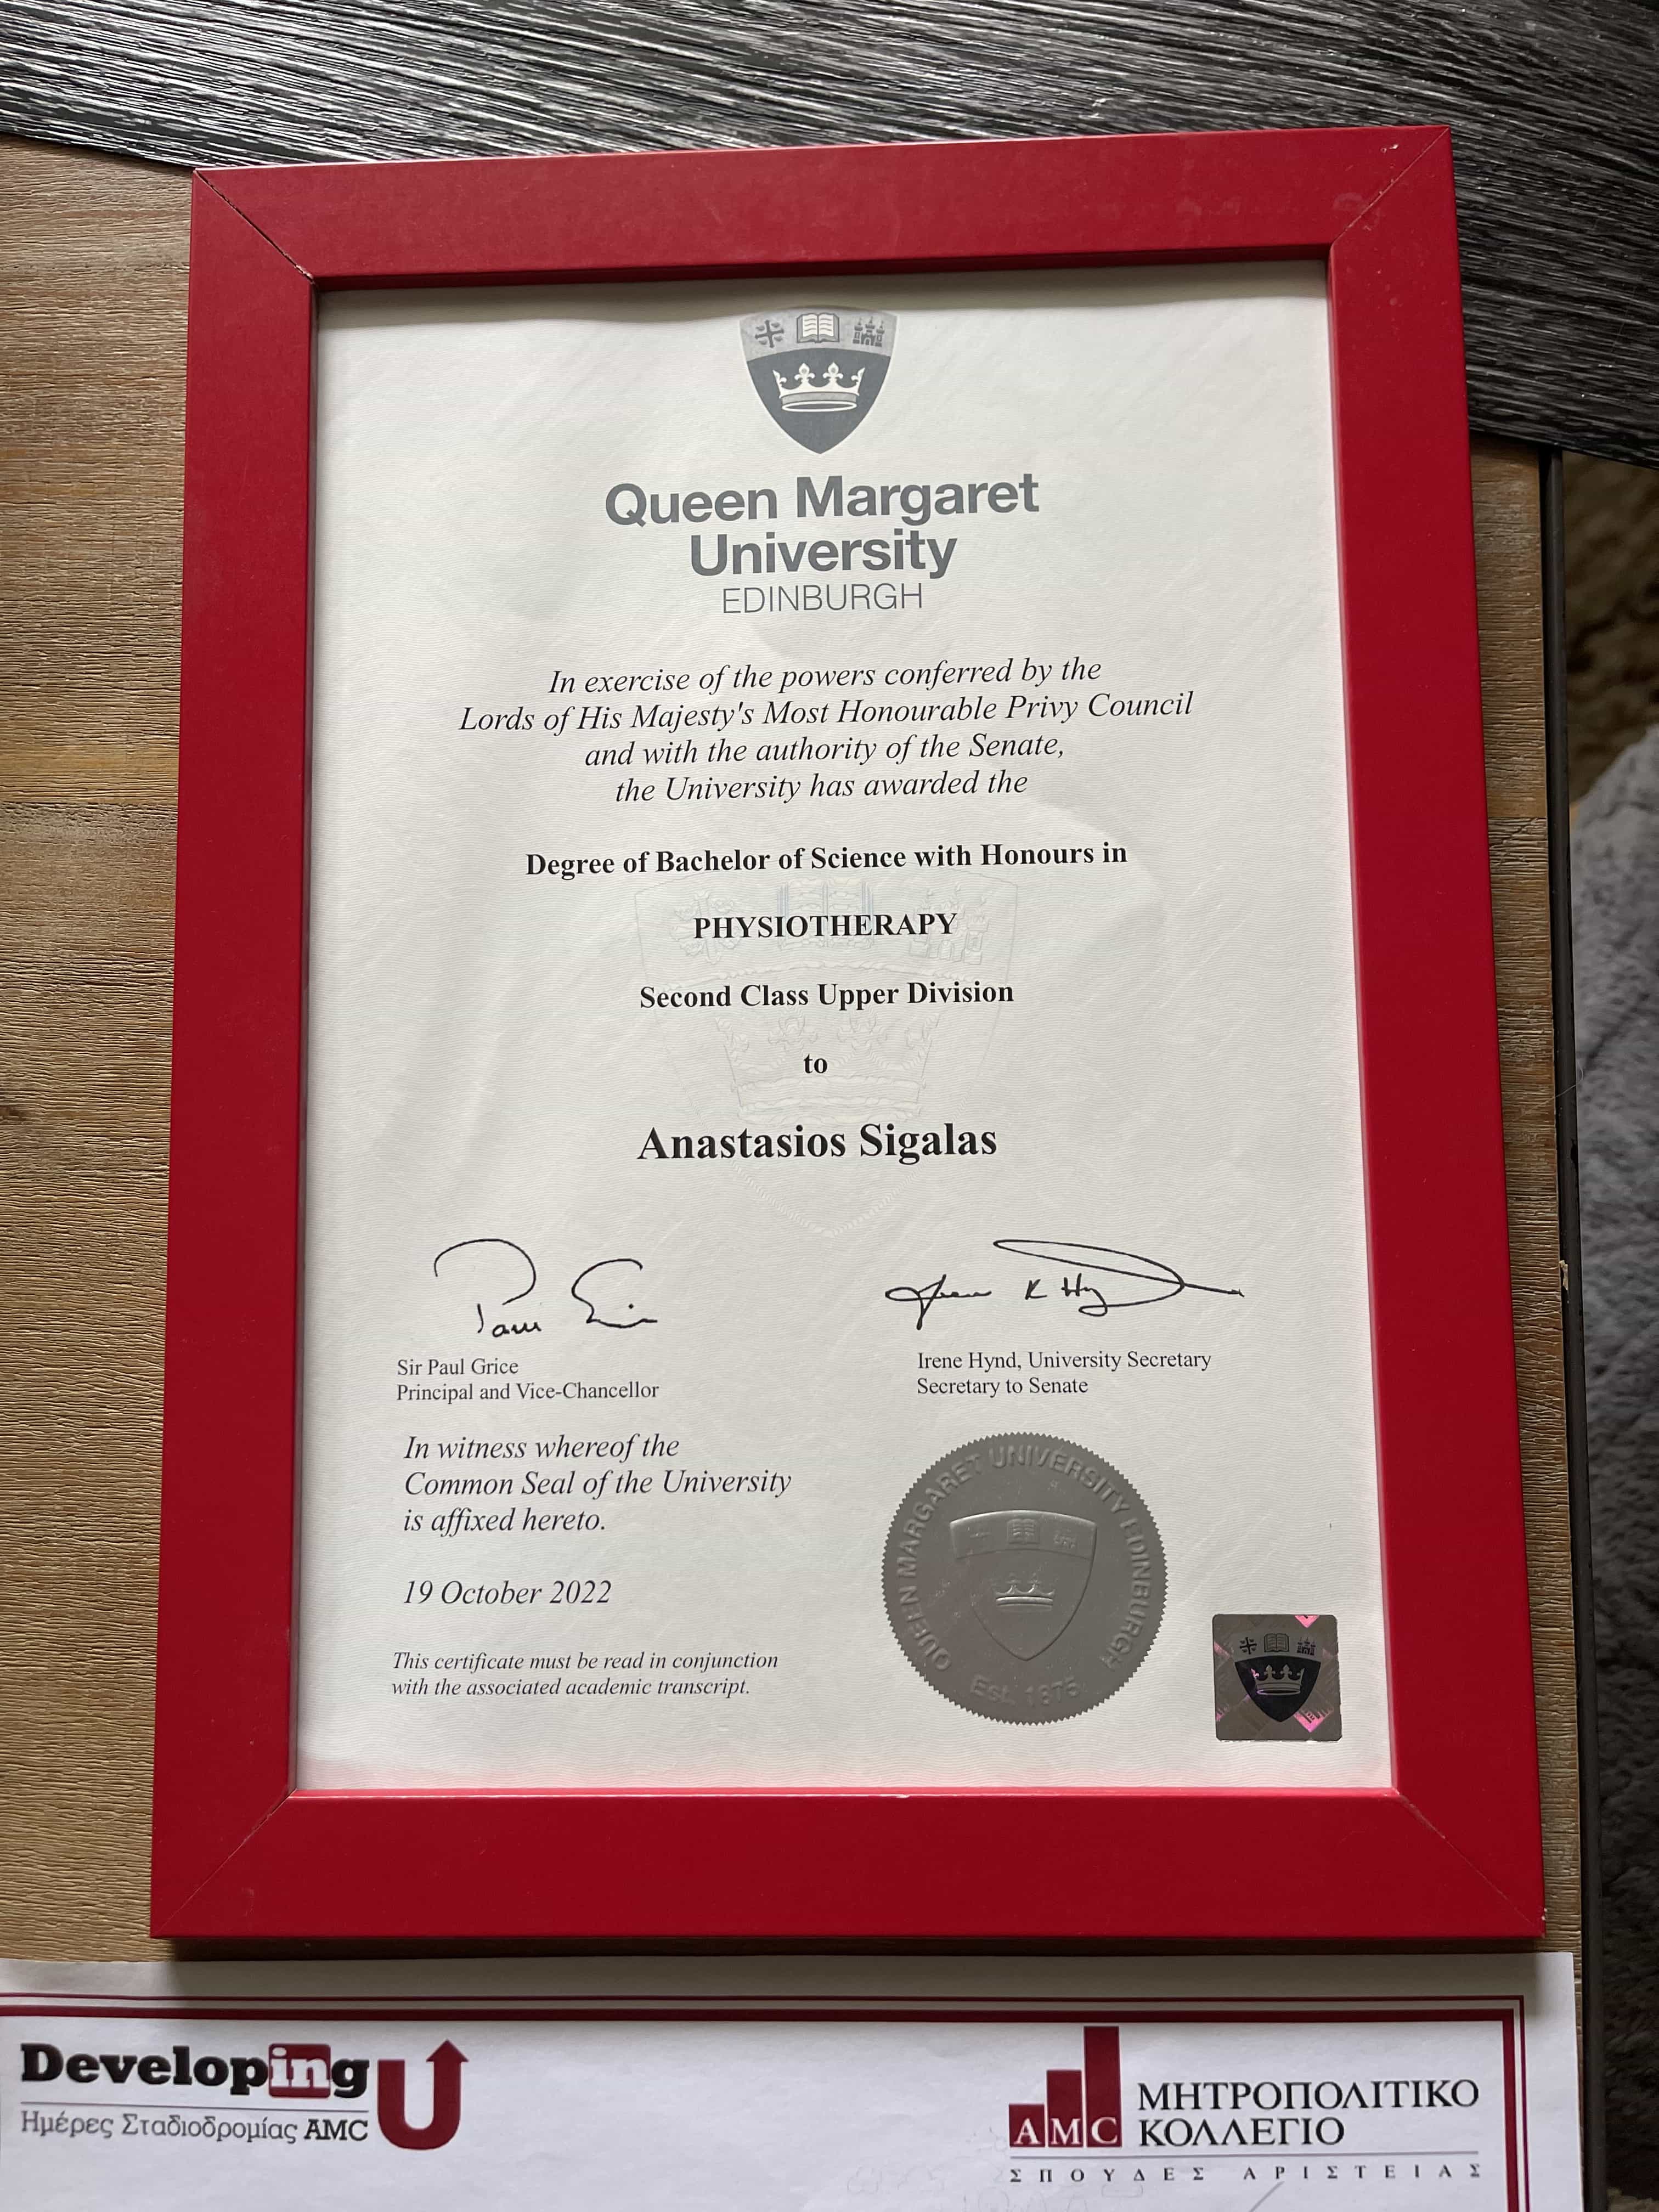 Queen Margaret
University
EDINBURGH
In exercise of the powers conferred by the
Lords of His Majesty's Most Honourable Privy Council
and with the authority of the Senate,
the University has awarded the
Degree of Bachelor of Science with Honours in
PHYSIOTHERAPY
Second Class Upper Division
to
Anastasios Sigalas
Sir Paul Grice
Principal and Vice-Chancellor
Irene Hynd, University Secretary
Secretary to Senate
In witness whereof the
Common Seal of the University
is affixed hereto.
19 October 2022
This certificate must be read in conjunction
with the associated academic transcript.
QUEEN MARGARET UNIVERSITY EDINBURGH
Est. 1875
Developing U
Ημέρες Σταδιοδρομίας AMC
AMC
ΜΗΤΡΟΠΟΛΙΤΙΚΟ
ΚΟΛΛΕΓΙΟ
ΣΠΟΥΔΕΣ ΑΡΙΣΤΕΙΑΣ